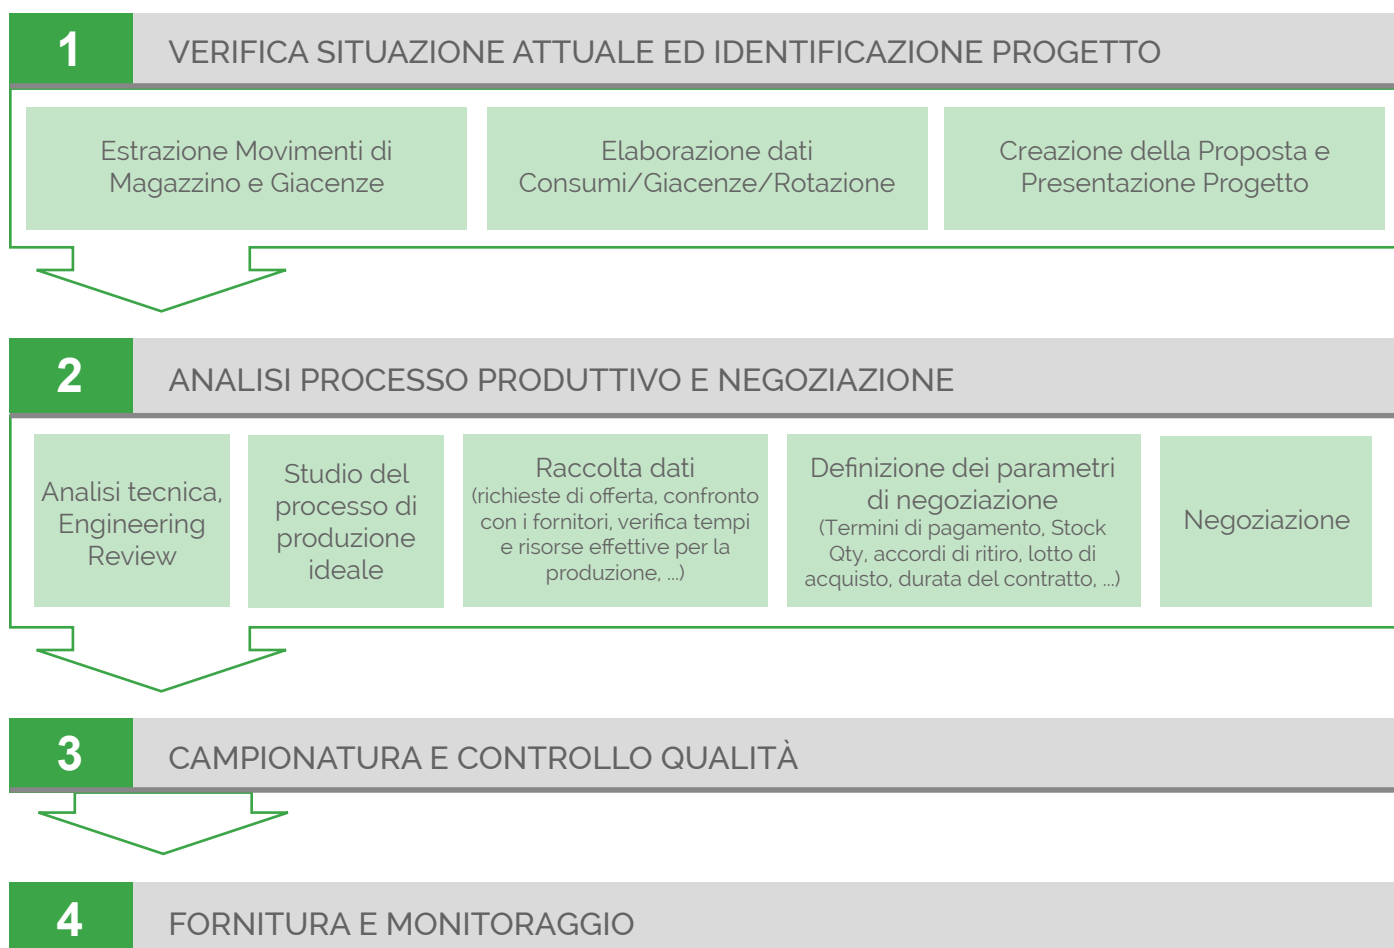 1
VERIFICA SITUAZIONE ATTUALE ED IDENTIFICAZIONE PROGETTO
Estrazione Movimenti di
Magazzino e Giacenze
Elaborazione dati
Consumi/Giacenze/Rotazione
Creazione della Proposta e
Presentazione Progetto
2
ANALISI PROCESSO PRODUTTIVO E NEGOZIAZIONE
Analisi tecnica,
Engineering
Review
Studio del
processo di
produzione
ideale
Raccolta dati
(richieste di offerta, confronto
con i fornitori, verifica tempi
e risorse effettive per la
produzione, ...)
Definizione dei parametri
di negoziazione
(Termini di pagamento, Stock
Qty, accordi di ritiro, lotto di
acquisto, durata del contratto, ...)
Negoziazione
3
CAMPIONATURA E CONTROLLO QUALITÀ
4
FORNITURA E MONITORAGGIO